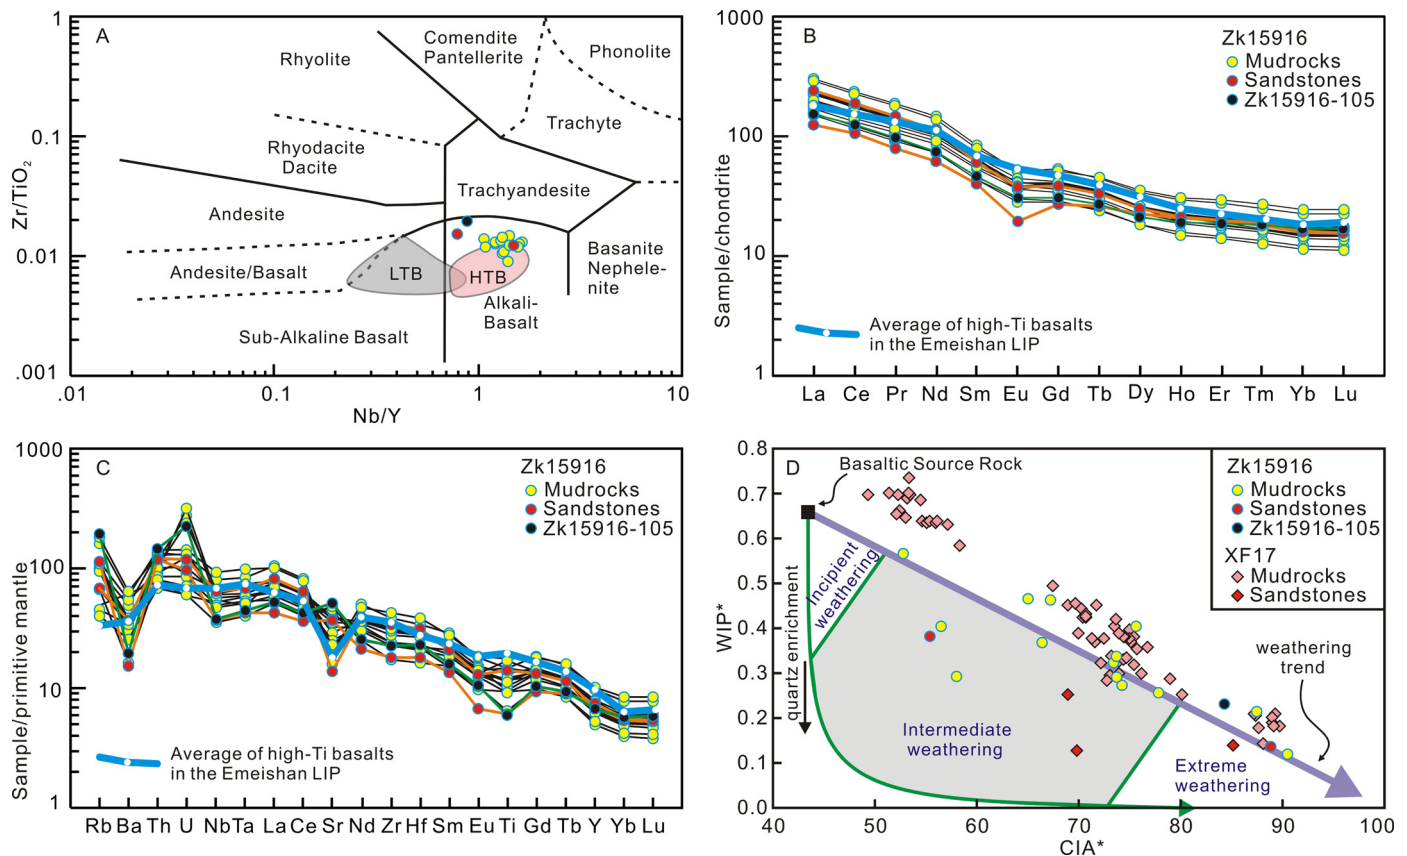 A
1
0.1
0.01
.001
Zr/TiO2
.01
0.1
1
10
Nb/Y
Rhyolite
Comendite
Pantellerite
Phonolite
Trachyte
Rhyodacite
Dacite
Trachyandesite
Andesite
Andesite/Basalt
LTB
HTB
Basanite
Nephele-
nite
Alkali-
Basalt
Sub-Alkaline Basalt
B
1000
100
10
1
Sample/chondrite
Zk15916
Mudrocks
Sandstones
Zk15916-105
Average of high-Ti basalts
in the Emeishan LIP
La Ce Pr Nd Sm Eu Gd Tb Dy Ho Er Tm Yb Lu
C
1000
100
10
1
Sample/primitive mantle
Zk15916
Mudrocks
Sandstones
Zk15916-105
Average of high-Ti basalts
in the Emeishan LIP
Rb Ba Th U Nb Ta La Ce Sr Nd Zr Hf Sm Eu Ti Gd Tb Y Yb Lu
D
0.8
0.7
0.6
0.5
0.4
0.3
0.2
0.1
0.0
WIP*
40 50 60 70 80 90 100
CIA*
Basaltic Source Rock
Zk15916
Mudrocks
Sandstones
Zk15916-105
XF17
Mudrocks
Sandstones
Incipient
weathering
quartz enrichment
Intermediate
weathering
Extreme
weathering
weathering
trend